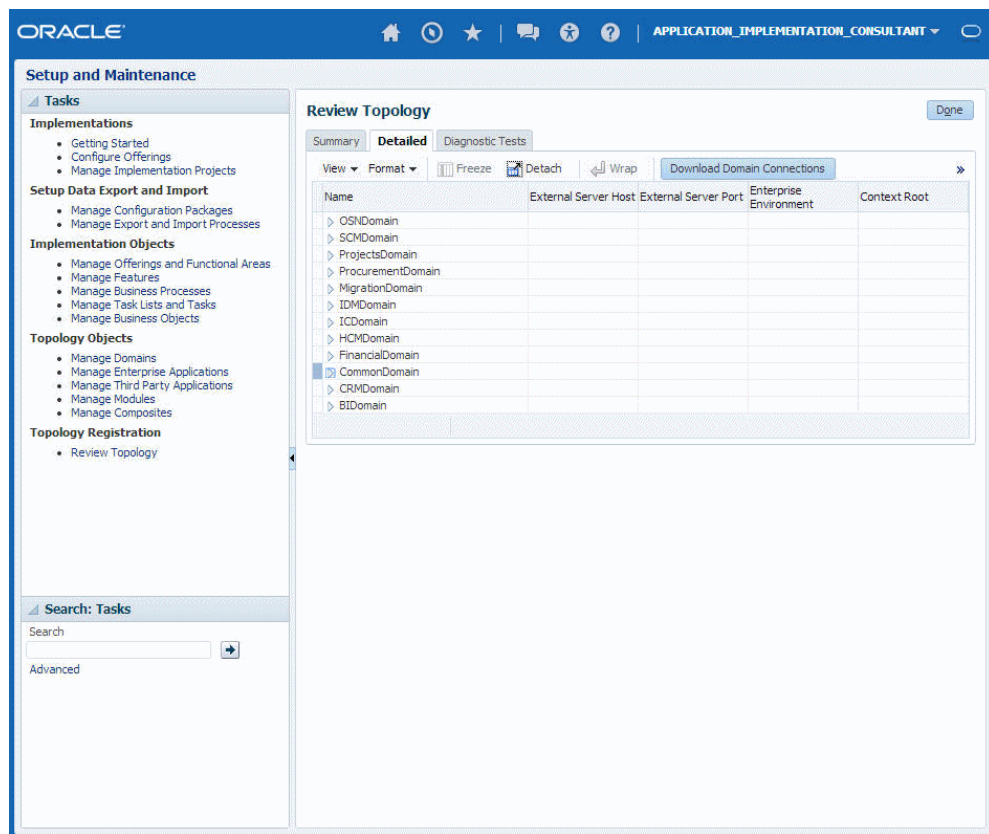 ORACLE
APPLICATION_IMPLEMENTATION_CONSULTANT
Setup and Maintenance
Tasks
Implementations
Getting Started
Configure Offerings
Manage Implementation Projects
Setup Data Export and Import
Manage Configuration Packages
Manage Export and Import Processes
Implementation Objects
Manage Offerings and Functional Areas
Manage Features
Manage Business Processes
Manage Task Lists and Tasks
Manage Business Objects
Topology Objects
Manage Domains
Manage Enterprise Applications
Manage Third Party Applications
Manage Modules
Manage Composites
Topology Registration
Review Topology
Search: Tasks
Search
Advanced
Review Topology
Done
Summary Detailed Diagnostic Tests
View Format Freeze Detach Wrap Download Domain Connections »
Name External Server Host External Server Port Enterprise Environment Context Root
OSNDomain
SCMDomain
ProjectsDomain
ProcurementDomain
MigrationDomain
IDMDomain
ICDomain
HCMDomain
FinancialDomain
CommonDomain
CRMDomain
BIDomain